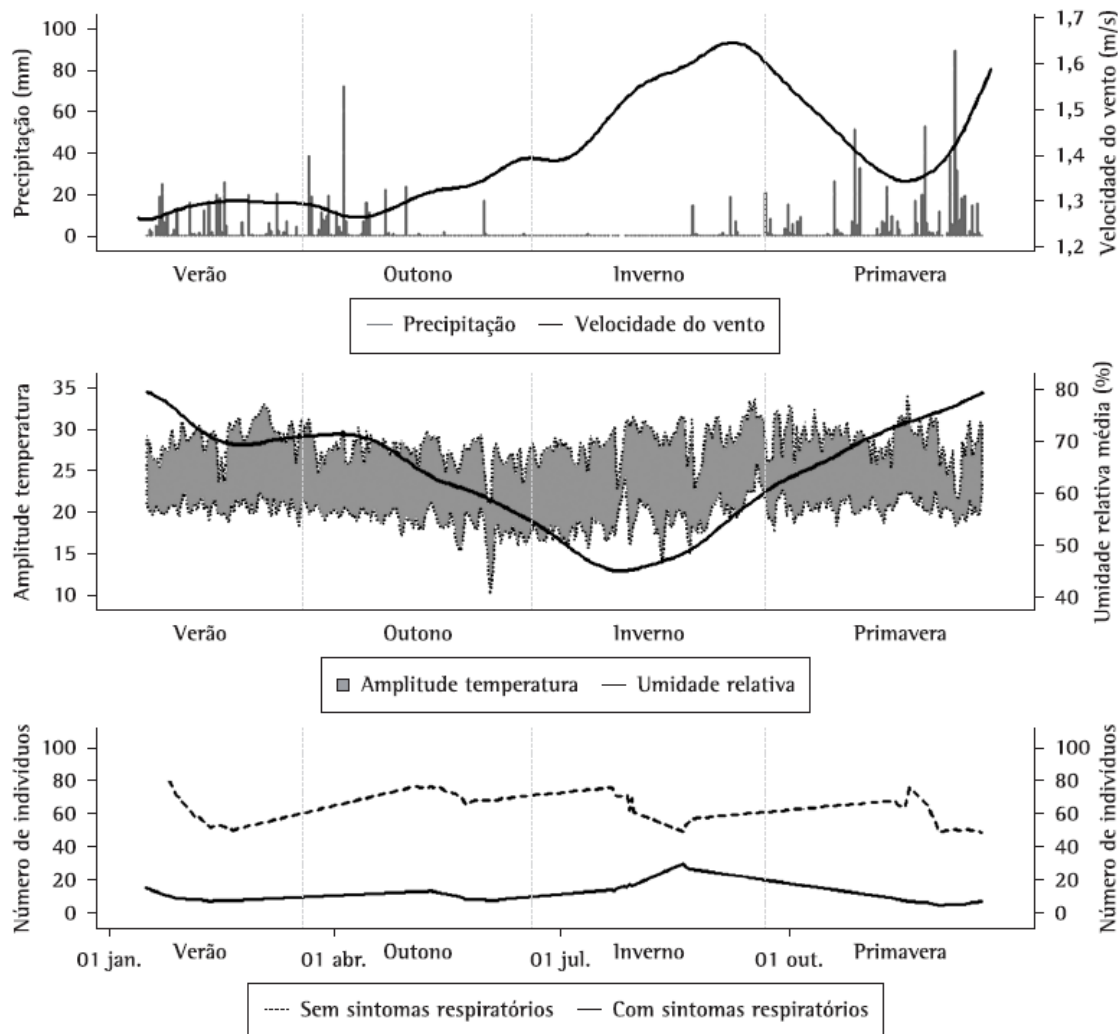 Precipitação (mm)
100
80
60
40
20
0
1,7
1,6
1,5
1,4
1,3
1,2
Velocidade do vento (m/s)
Verão Outono Inverno Primavera
Precipitação Velocidade do vento
Amplitude temperatura
35
30
25
20
15
10
80
70
60
50
40
Umidade relativa média (%)
Verão Outono Inverno Primavera
Amplitude temperatura Umidade relativa
Número de indivíduos
100
80
60
40
20
0
100
80
60
40
20
0
Número de indivíduos
Verão Outono Inverno Primavera
01 jan. 01 abr. 01 jul. 01 out.
Sem sintomas respiratórios Com sintomas respiratórios